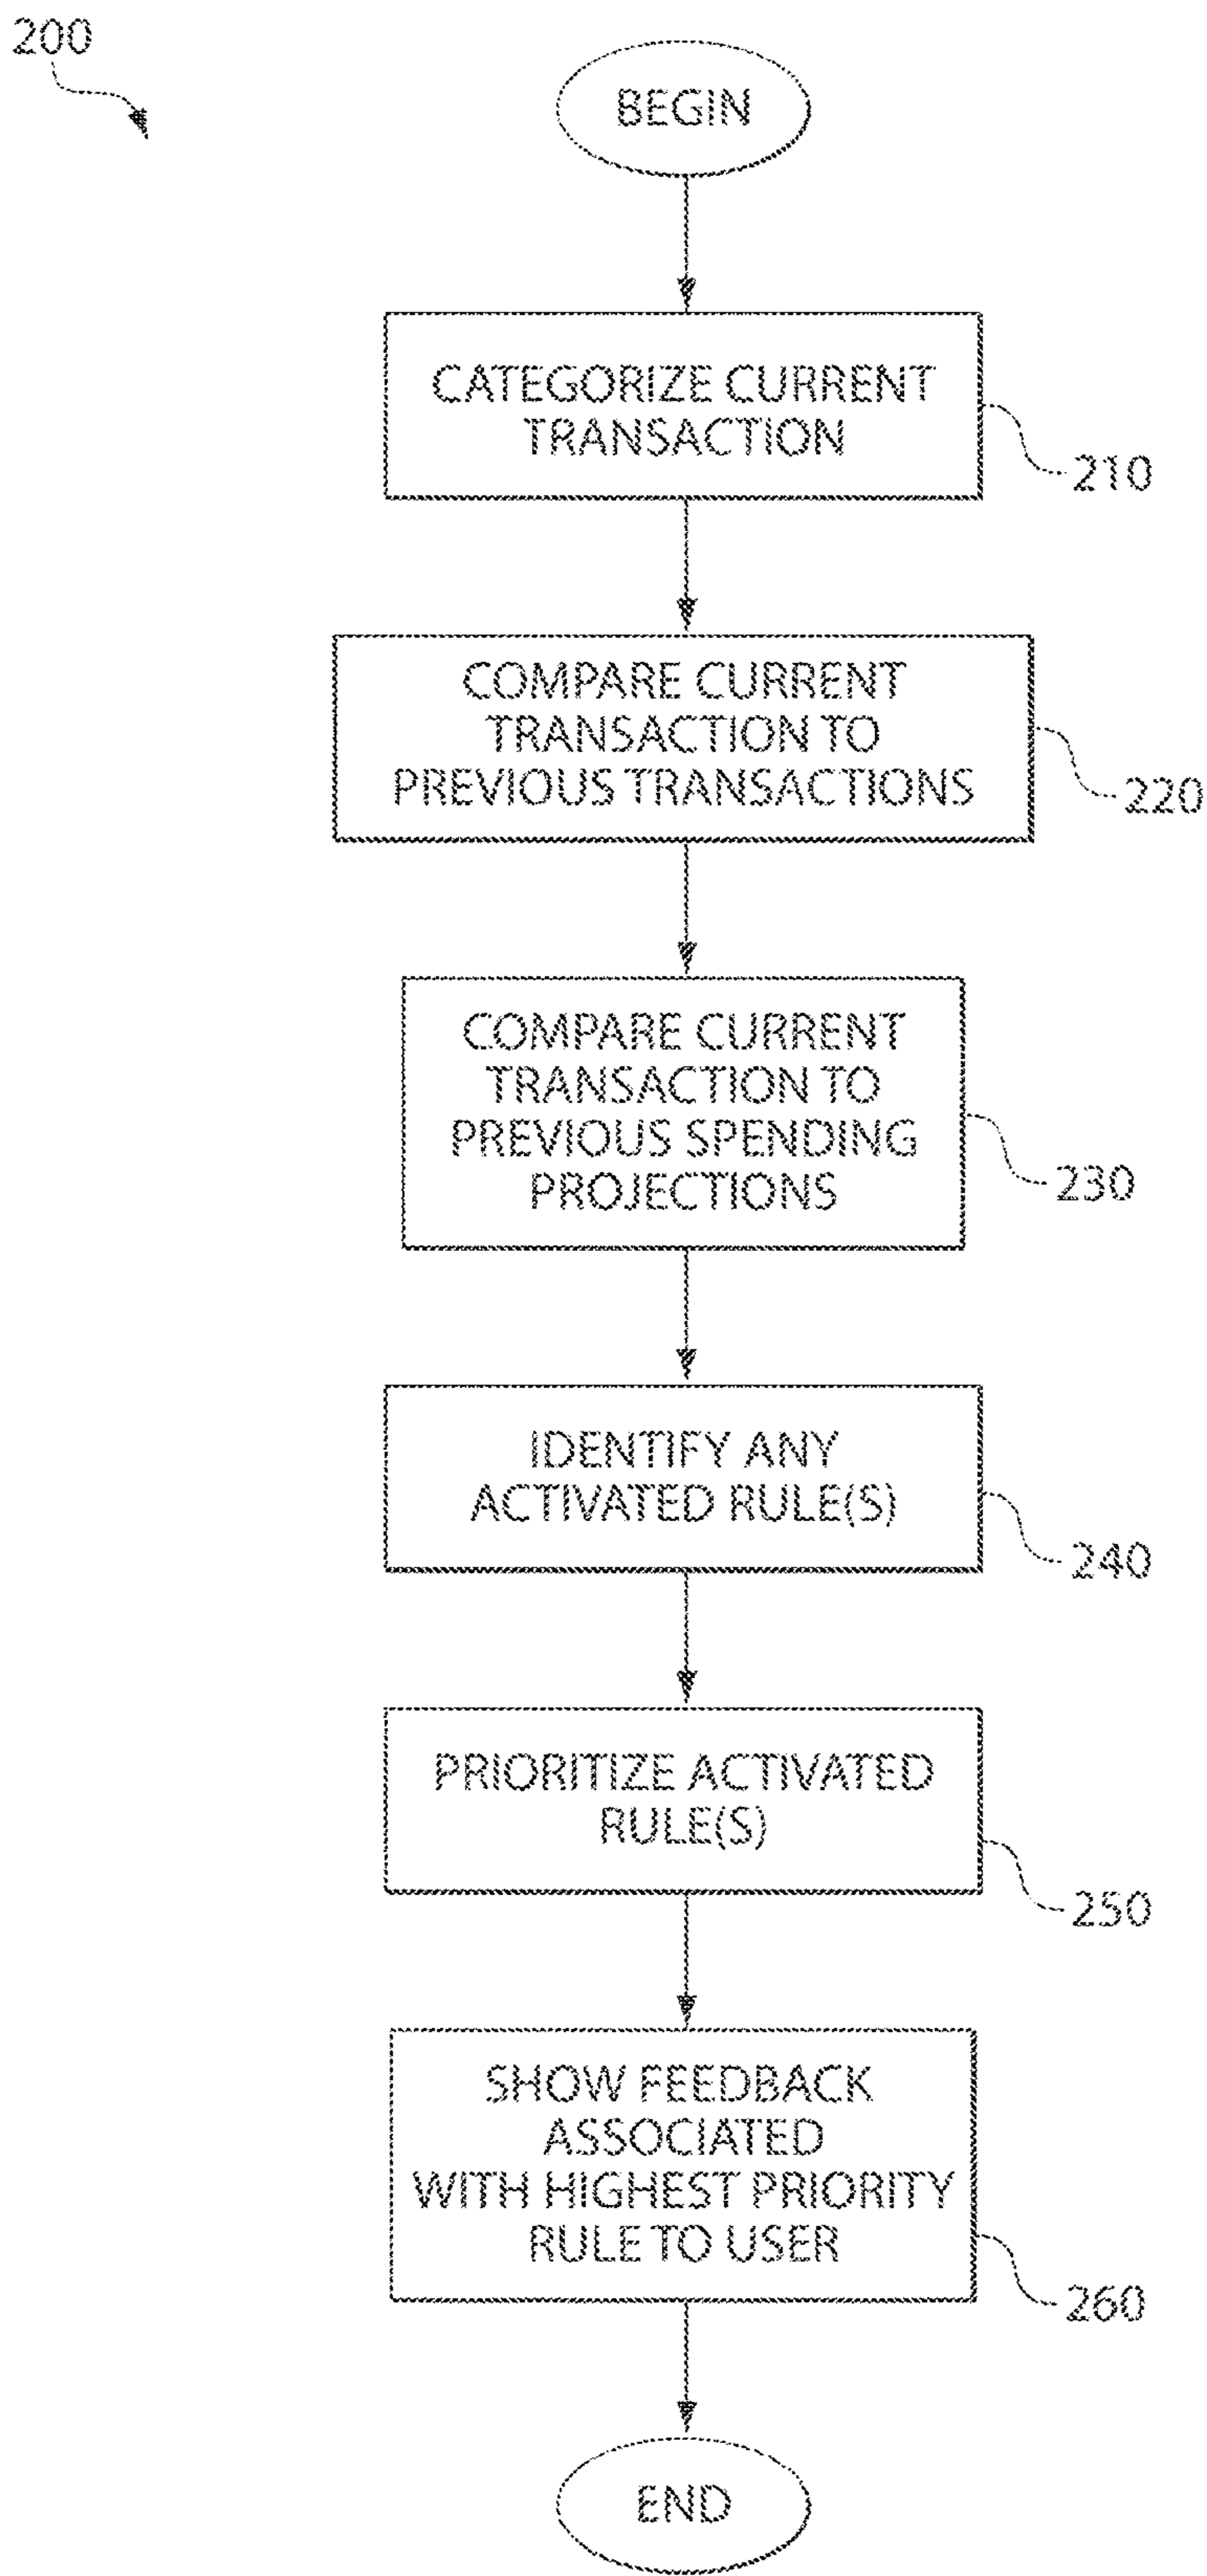 200
BEGIN
CATEGORIZE CURRENT
TRANSACTION
210
COMPARE CURRENT
TRANSACTION TO
PREVIOUS TRANSACTIONS
220
COMPARE CURRENT
TRANSACTION TO
PREVIOUS SPENDING
PROJECTIONS
230
IDENTIFY ANY
ACTIVATED RULE(S)
240
PRIORITIZE ACTIVATED
RULE(S)
250
SHOW FEEDBACK
ASSOCIATED
WITH HIGHEST PRIORITY
RULE TO USER
260
END